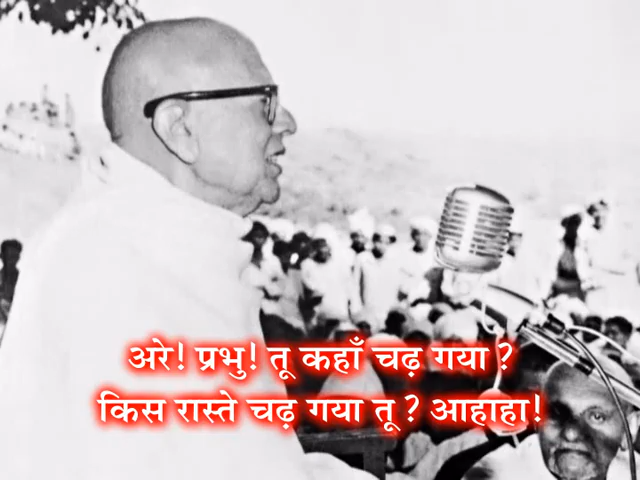 अरे! प्रभु! तू कहाँ चढ़ गया ?
किस रास्ते चढ़ गया तू ? आहाहा!